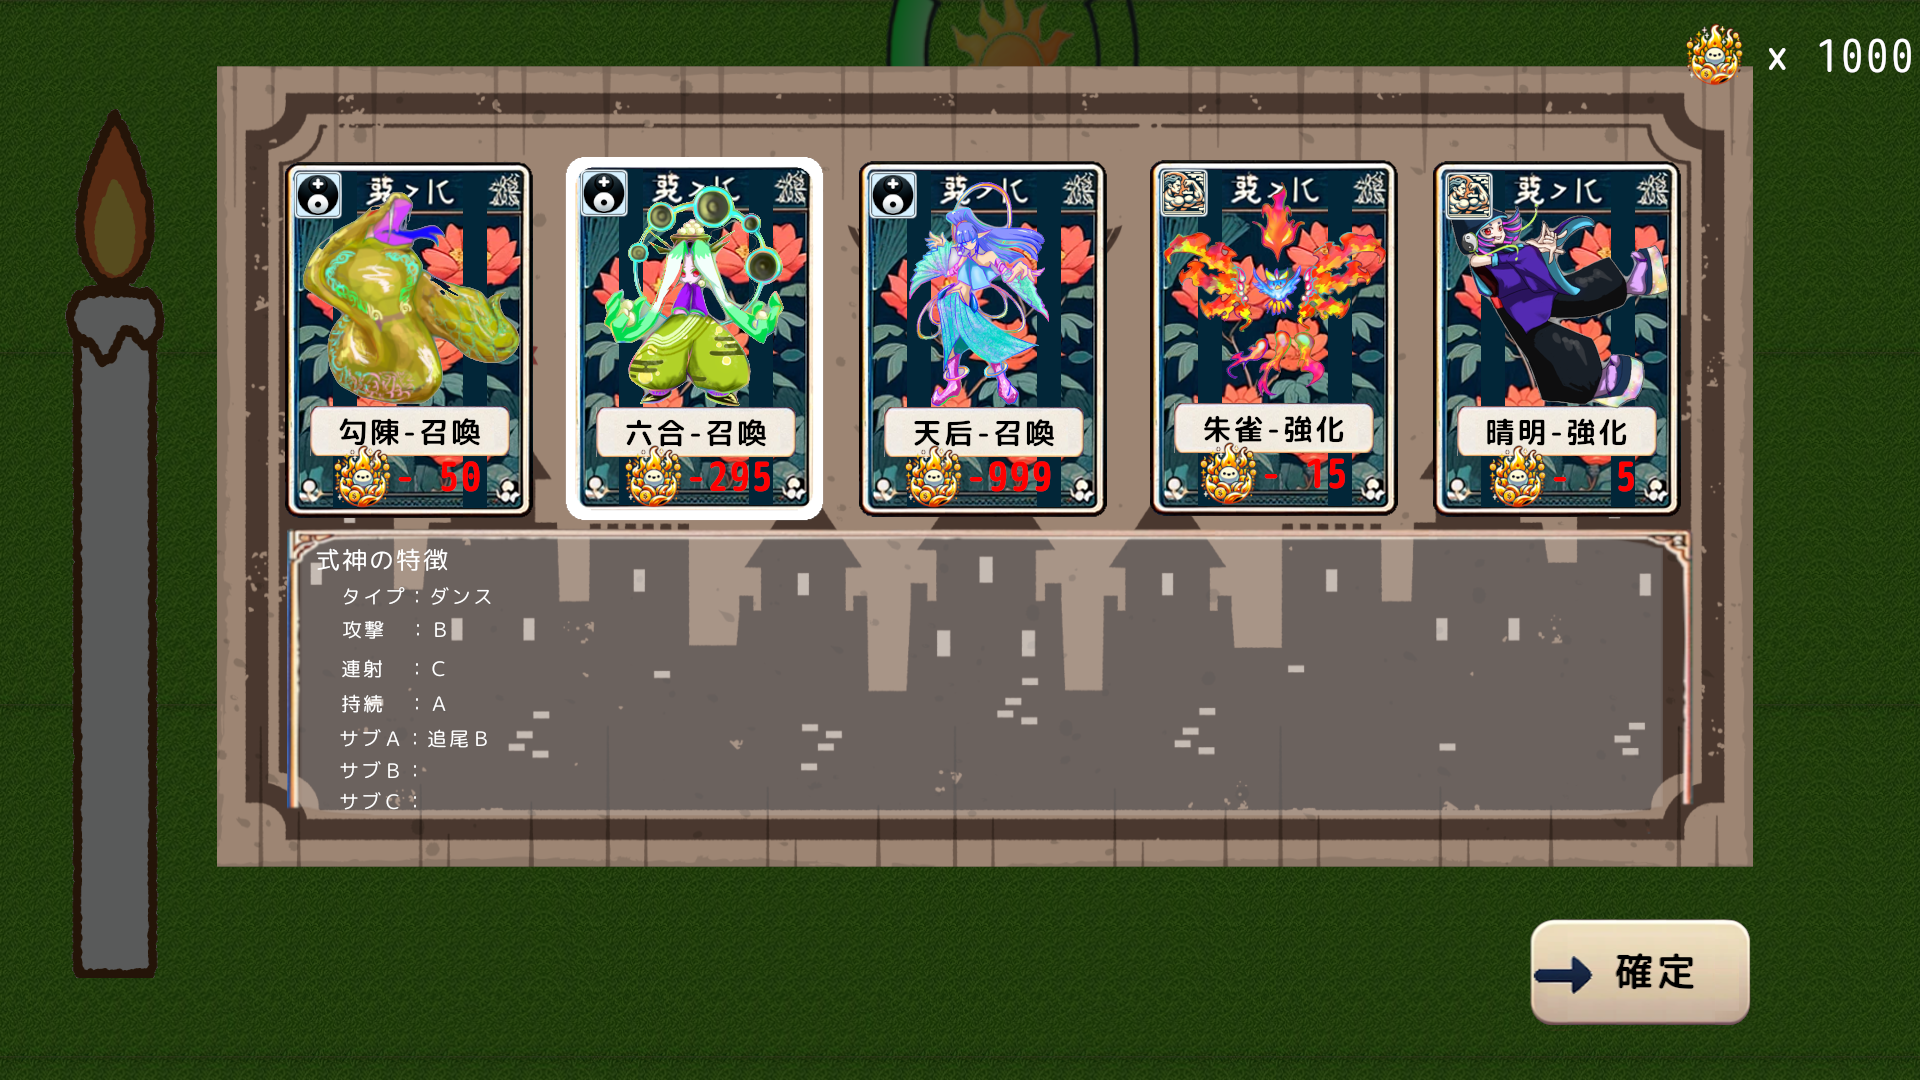 x 1000
勾陳-召喚
六合-召喚
天后-召喚
朱雀-強化
晴明-強化
- 50
-295
-999
- 15
- 5
式神の特徴
タイプ：ダンス
攻撃 ：B
連射 ：C
持続 ：A
サブA：追尾B
サブB：
サブC：
確定